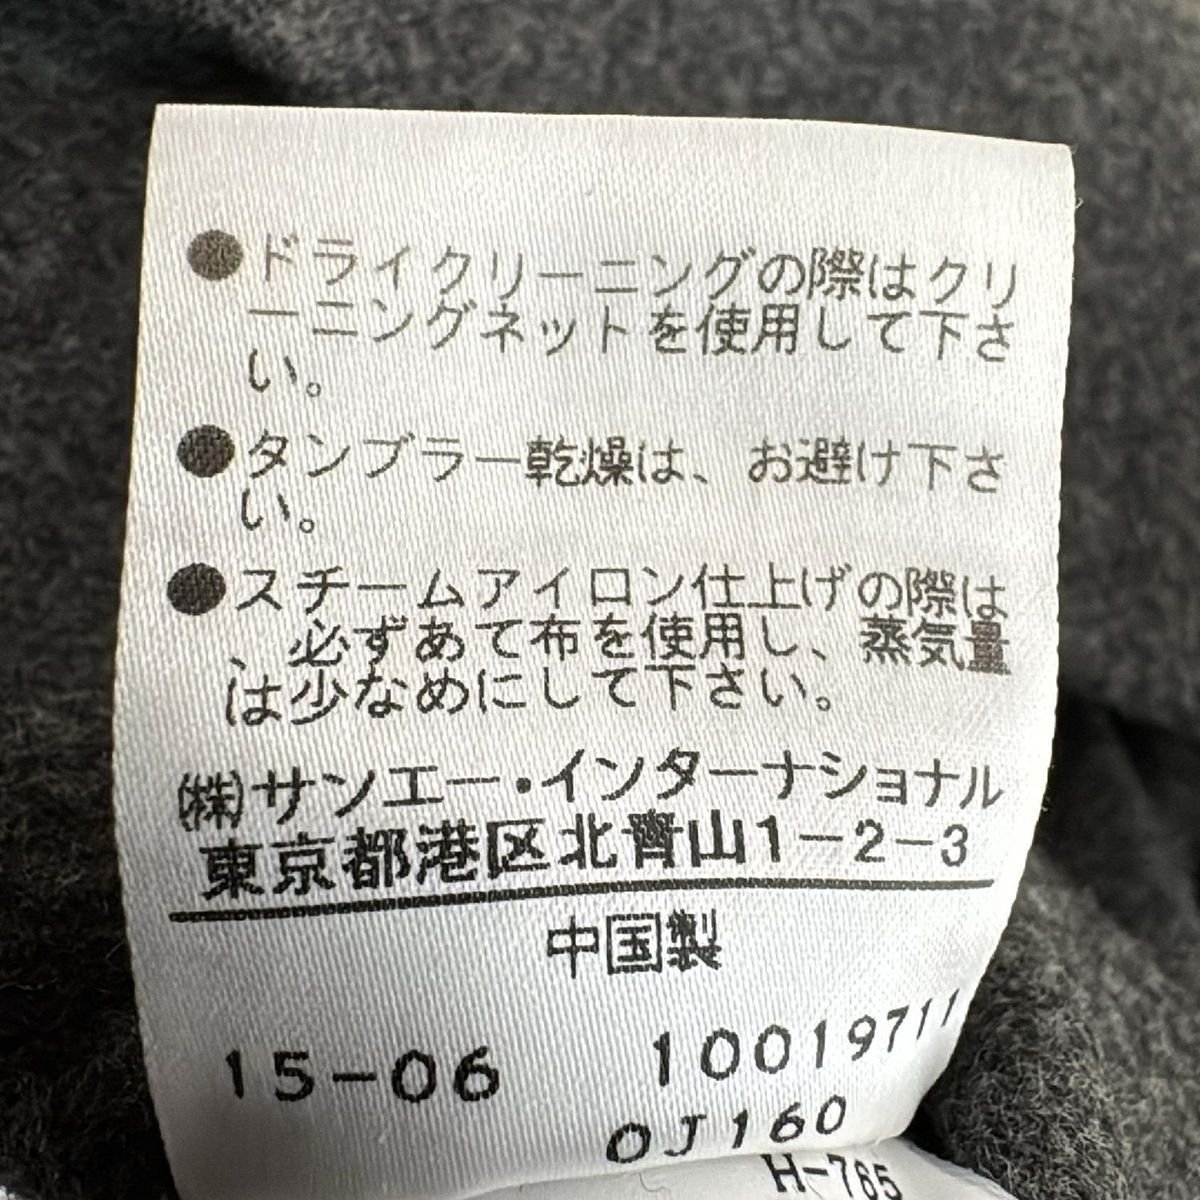 ●ドライクリーニングの際はクリ
ーニングネットを使用して下さ
い。
●タンブラー乾燥は、お避け下さ
い。
●スチームアイロン仕上げの際は
、必ずあて布を使用し、蒸気量
は少なめにして下さい。
(株)サンエー・インターナショナル
東京都港区北青山1-2-3
中国製
15-06 10019711
OJ160
H-765